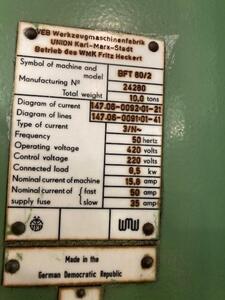 VEB Werkzeugmaschinenfabrik
UNION Karl-Marx-Stadt
Betrieb des WMK Fritz Heckert
Symbol of machine and model BFT 80/2
Manufacturing Nº 24280
Total weight 10,0 tons
Diagram of current 147.08-0092:01-21
Diagram of lines 147.08-0091:01-41
Type of current 3/N~
Frequency 50 hertz
Operating voltage 420 volts
Control voltage 220 volts
Connected load 8,5 kw
Nominal current of machine 15,8 amp
Nominal current of fast 50 amp
supply fuse slow 35 amp
WMW
Made in the
German Democratic Republic